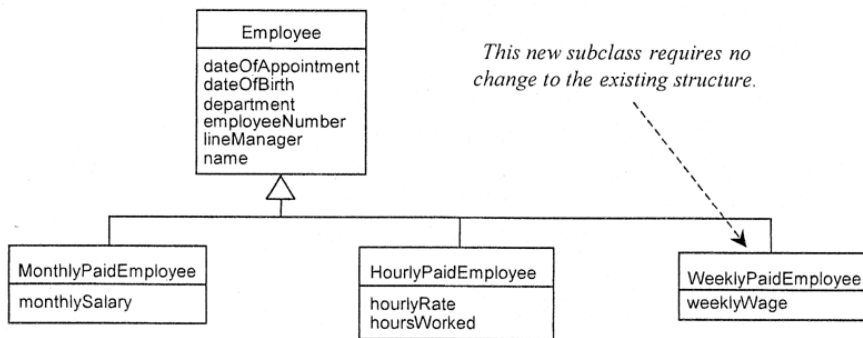 Employee
dateOfAppointment
dateOfBirth
department
employeeNumber
lineManager
name
This new subclass requires no
change to the existing structure.
MonthlyPaidEmployee
monthlySalary
HourlyPaidEmployee
hourlyRate
hoursWorked
WeeklyPaidEmployee
weeklyWage